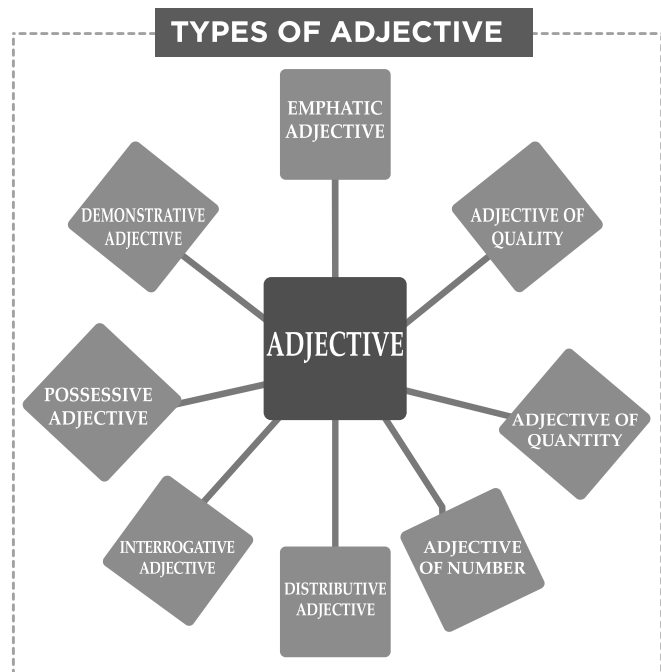 TYPES OF ADJECTIVE
EMPHATIC
ADJECTIVE
DEMONSTRATIVE
ADJECTIVE
ADJECTIVE OF
QUALITY
ADJECTIVE
POSSESSIVE
ADJECTIVE
ADJECTIVE OF
QUANTITY
INTERROGATIVE
ADJECTIVE
ADJECTIVE
OF NUMBER
DISTRIBUTIVE
ADJECTIVE